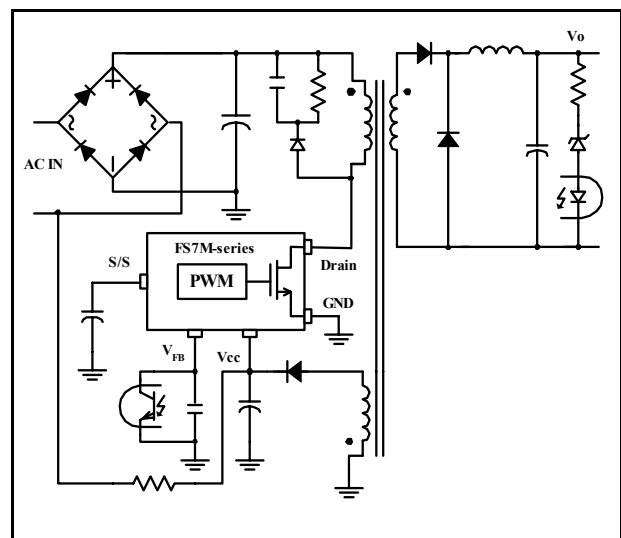 Vo
AC IN
FS7M-series
S/S
PWM
Drain
GND
VFB
Vcc